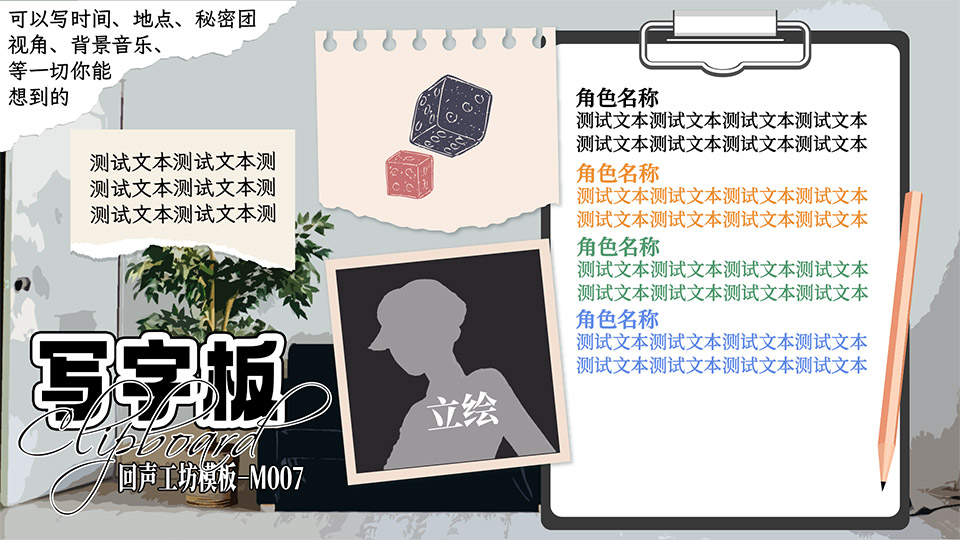 可以写时间、地点、秘密团
视角、背景音乐、
等一切你能
想到的
测试文本测试文本测
测试文本测试文本测
测试文本测试文本测
写字板
Clipboard
回声工坊模板-M007
立绘
角色名称
测试文本测试文本测试文本测试文本
测试文本测试文本测试文本测试文本
角色名称
测试文本测试文本测试文本测试文本
测试文本测试文本测试文本测试文本
角色名称
测试文本测试文本测试文本测试文本
测试文本测试文本测试文本测试文本
角色名称
测试文本测试文本测试文本测试文本
测试文本测试文本测试文本测试文本